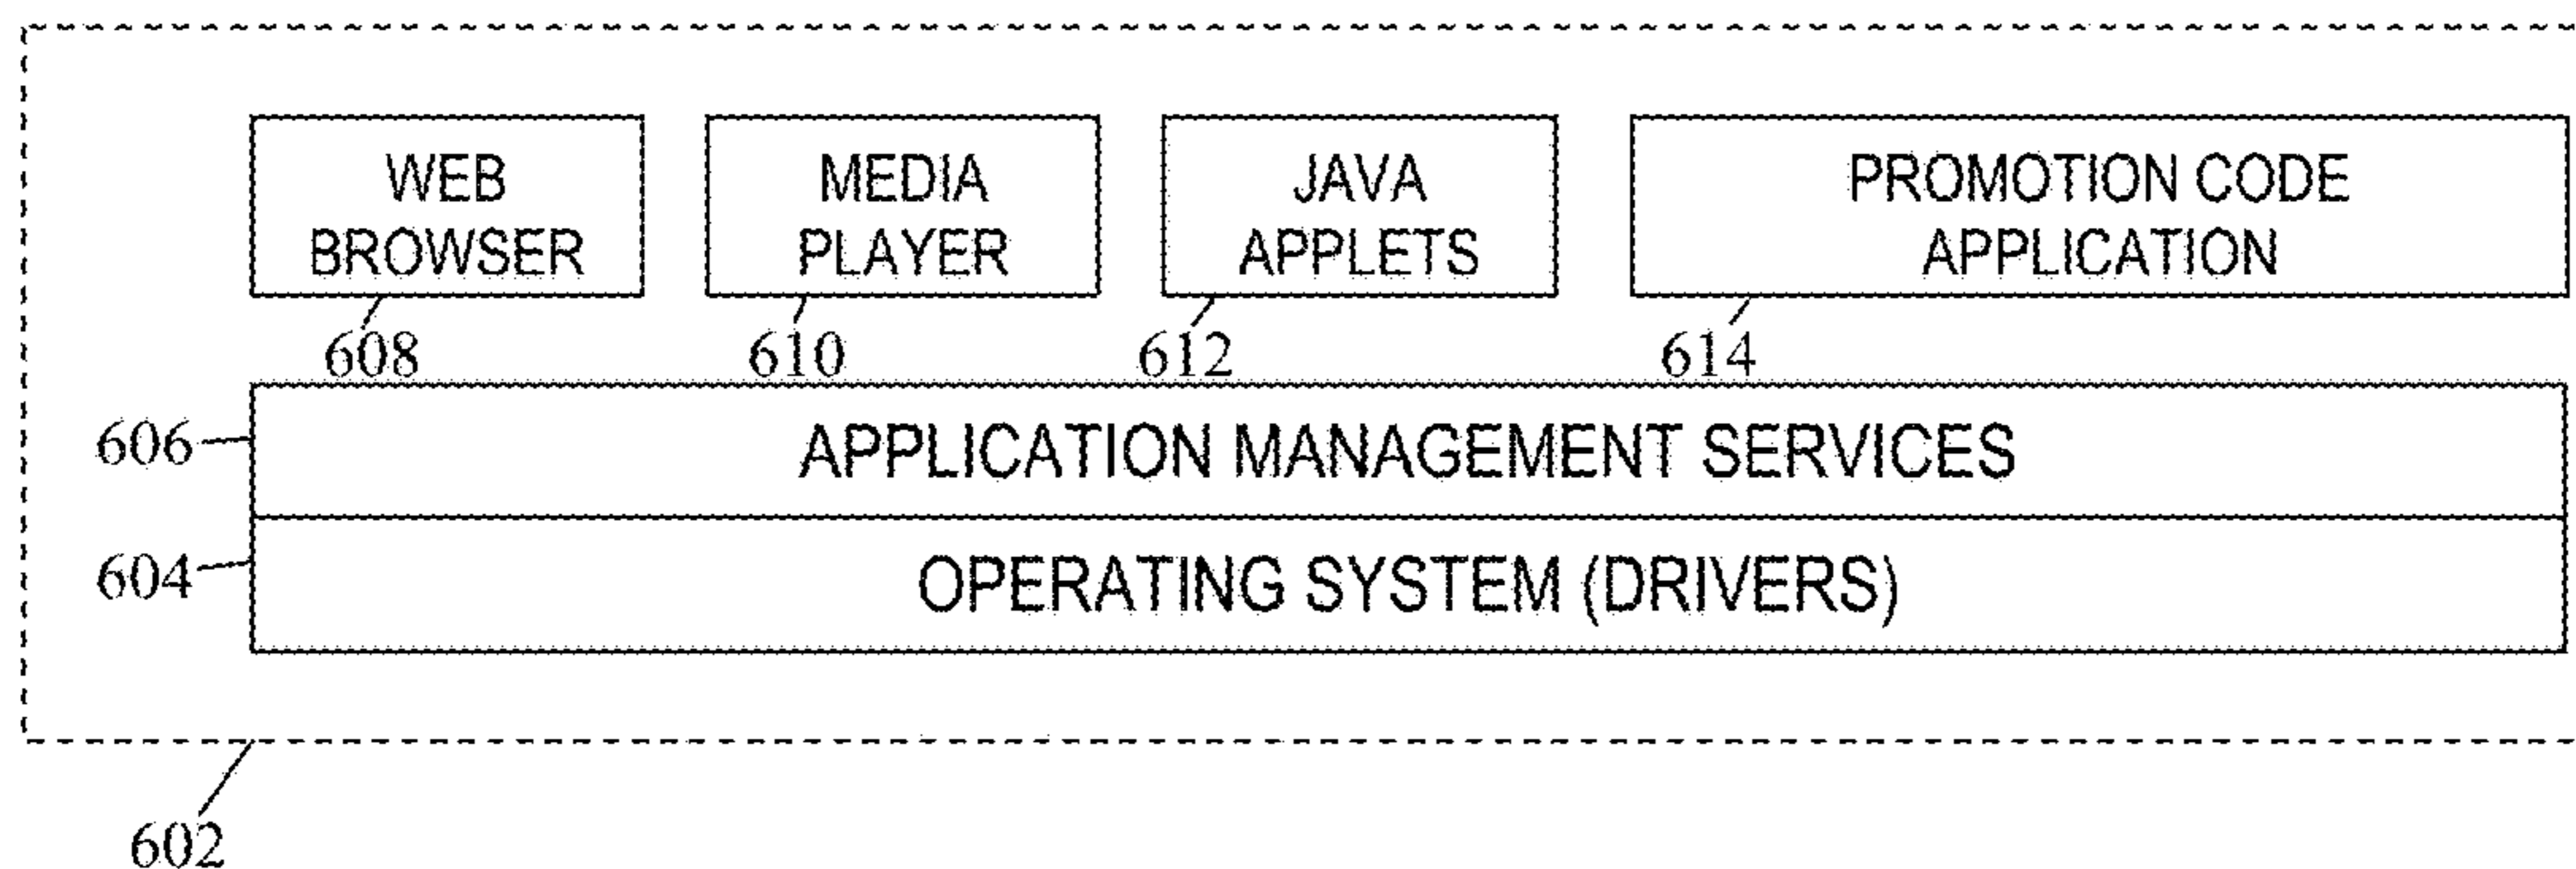 WEB
BROWSER
MEDIA
PLAYER
JAVA
APPLETS
PROMOTION CODE
APPLICATION
608
610
612
614
606
APPLICATION MANAGEMENT SERVICES
604
OPERATING SYSTEM (DRIVERS)
602